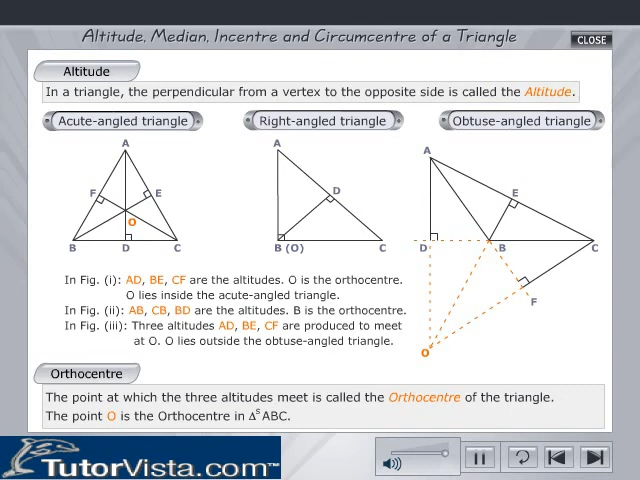 Altitude, Median, Incentre and Circumcentre of a Triangle
CLOSE
Altitude
In a triangle, the perpendicular from a vertex to the opposite side is called the Altitude.
Acute-angled triangle
Right-angled triangle
Obtuse-angled triangle
A
F
E
O
B
D
C
A
D
B (O)
C
A
E
D
B
C
F
O
In Fig. (i): AD, BE, CF are the altitudes. O is the orthocentre.
O lies inside the acute-angled triangle.
In Fig. (ii): AB, CB, BD are the altitudes. B is the orthocentre.
In Fig. (iii): Three altitudes AD, BE, CF are produced to meet
at O. O lies outside the obtuse-angled triangle.
Orthocentre
The point at which the three altitudes meet is called the Orthocentre of the triangle.
The point O is the Orthocentre in Δˢ ABC.
TutorVista.com™